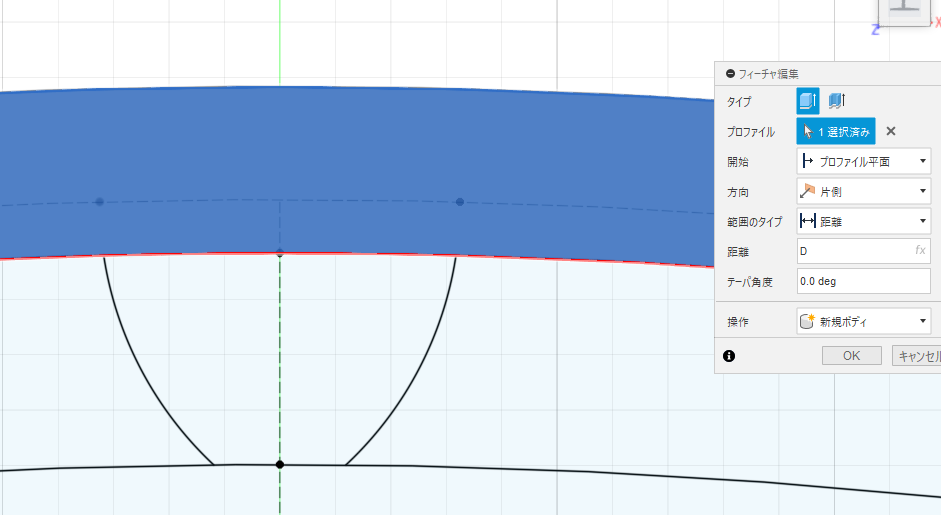 上
Z
X
フィーチャ編集
タイプ
プロファイル 1 選択済み
開始 プロファイル平面
方向 片側
範囲のタイプ 距離
距離 D fx
テーパ角度 0.0 deg
操作 新規ボディ
OK キャンセル